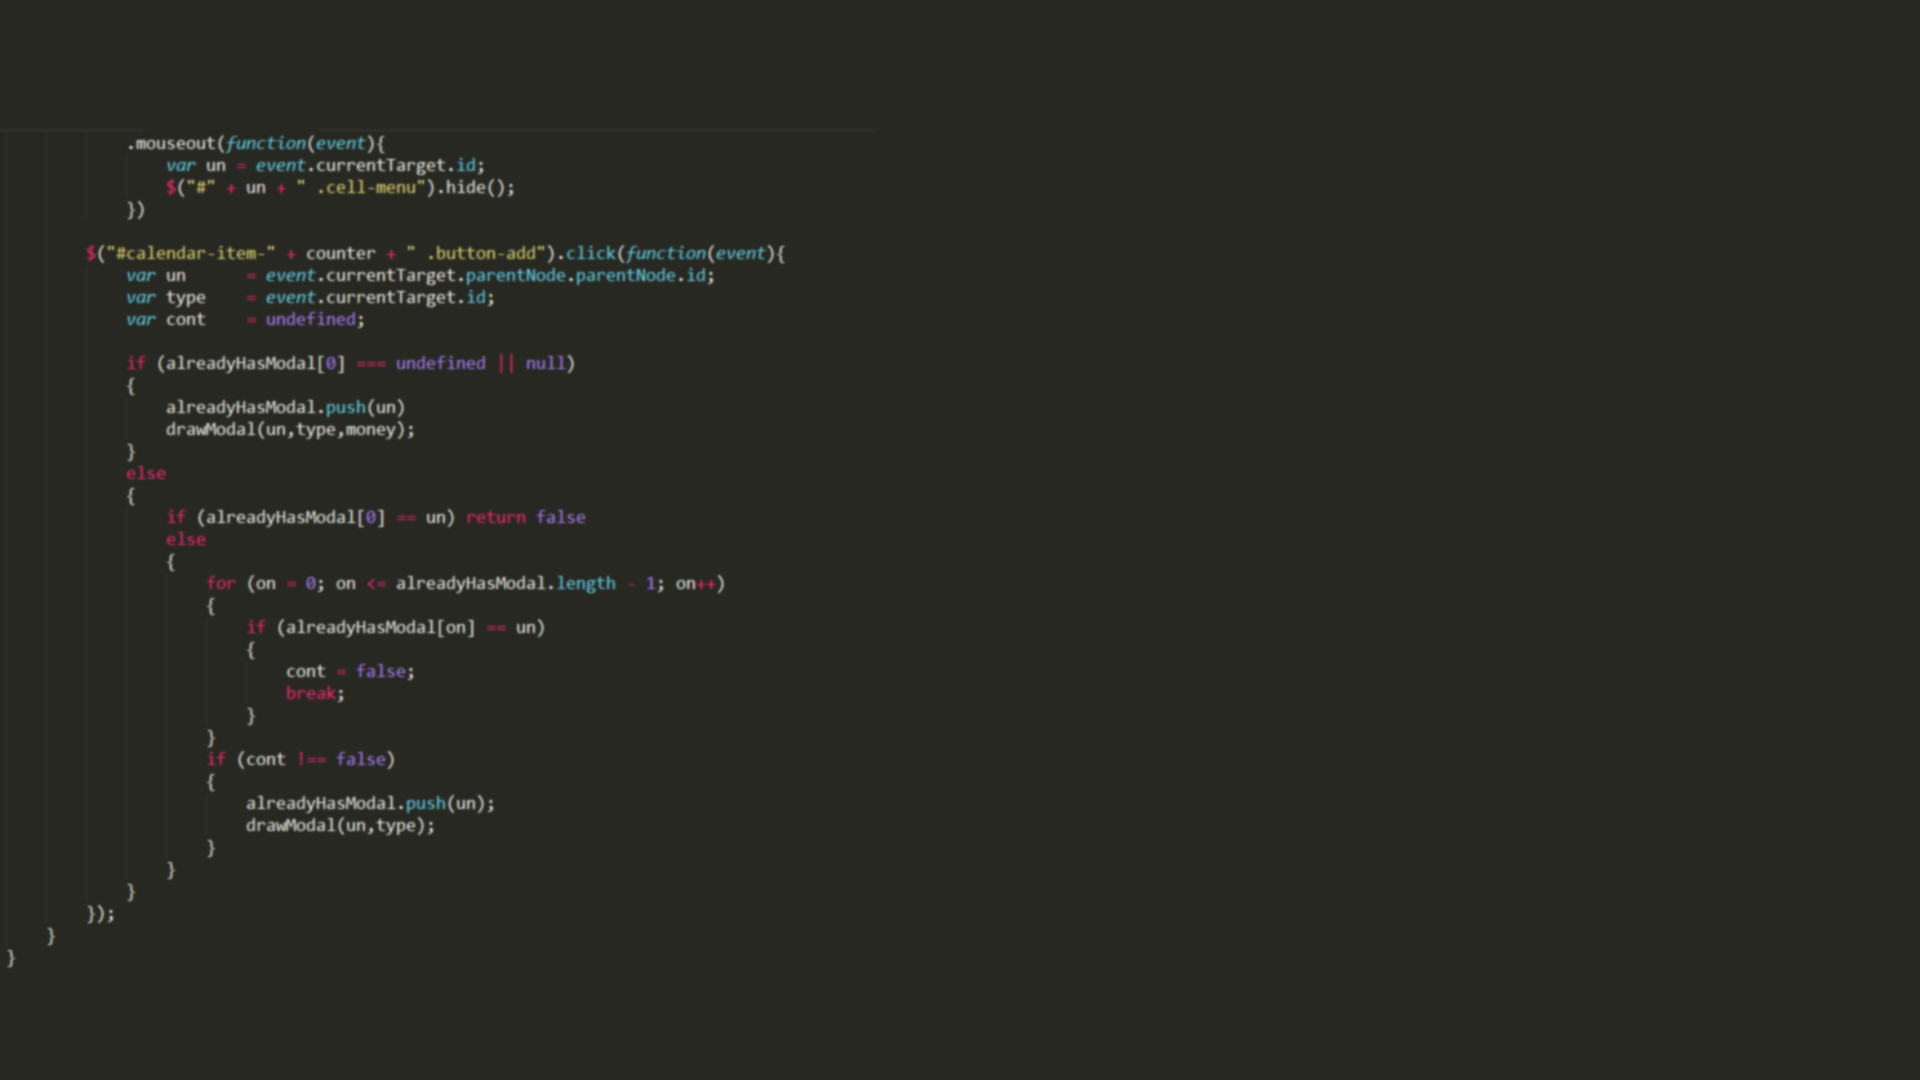 .mouseout(function(event){
var un = event.currentTarget.id;
$("#" + un + " .cell-menu").hide();
})
$("#calendar-item-" + counter + " .button-add").click(function(event){
var un = event.currentTarget.parentNode.parentNode.id;
var type = event.currentTarget.id;
var cont = undefined;
if (alreadyHasModal[0] === undefined || null)
{
alreadyHasModal.push(un)
drawModal(un,type,money);
}
else
{
if (alreadyHasModal[0] == un) return false
else
{
for (on = 0; on <= alreadyHasModal.length - 1; on++)
{
if (alreadyHasModal[on] == un)
{
cont = false;
break;
}
}
if (cont !== false)
{
alreadyHasModal.push(un);
drawModal(un,type);
}
}
}
});
}
}